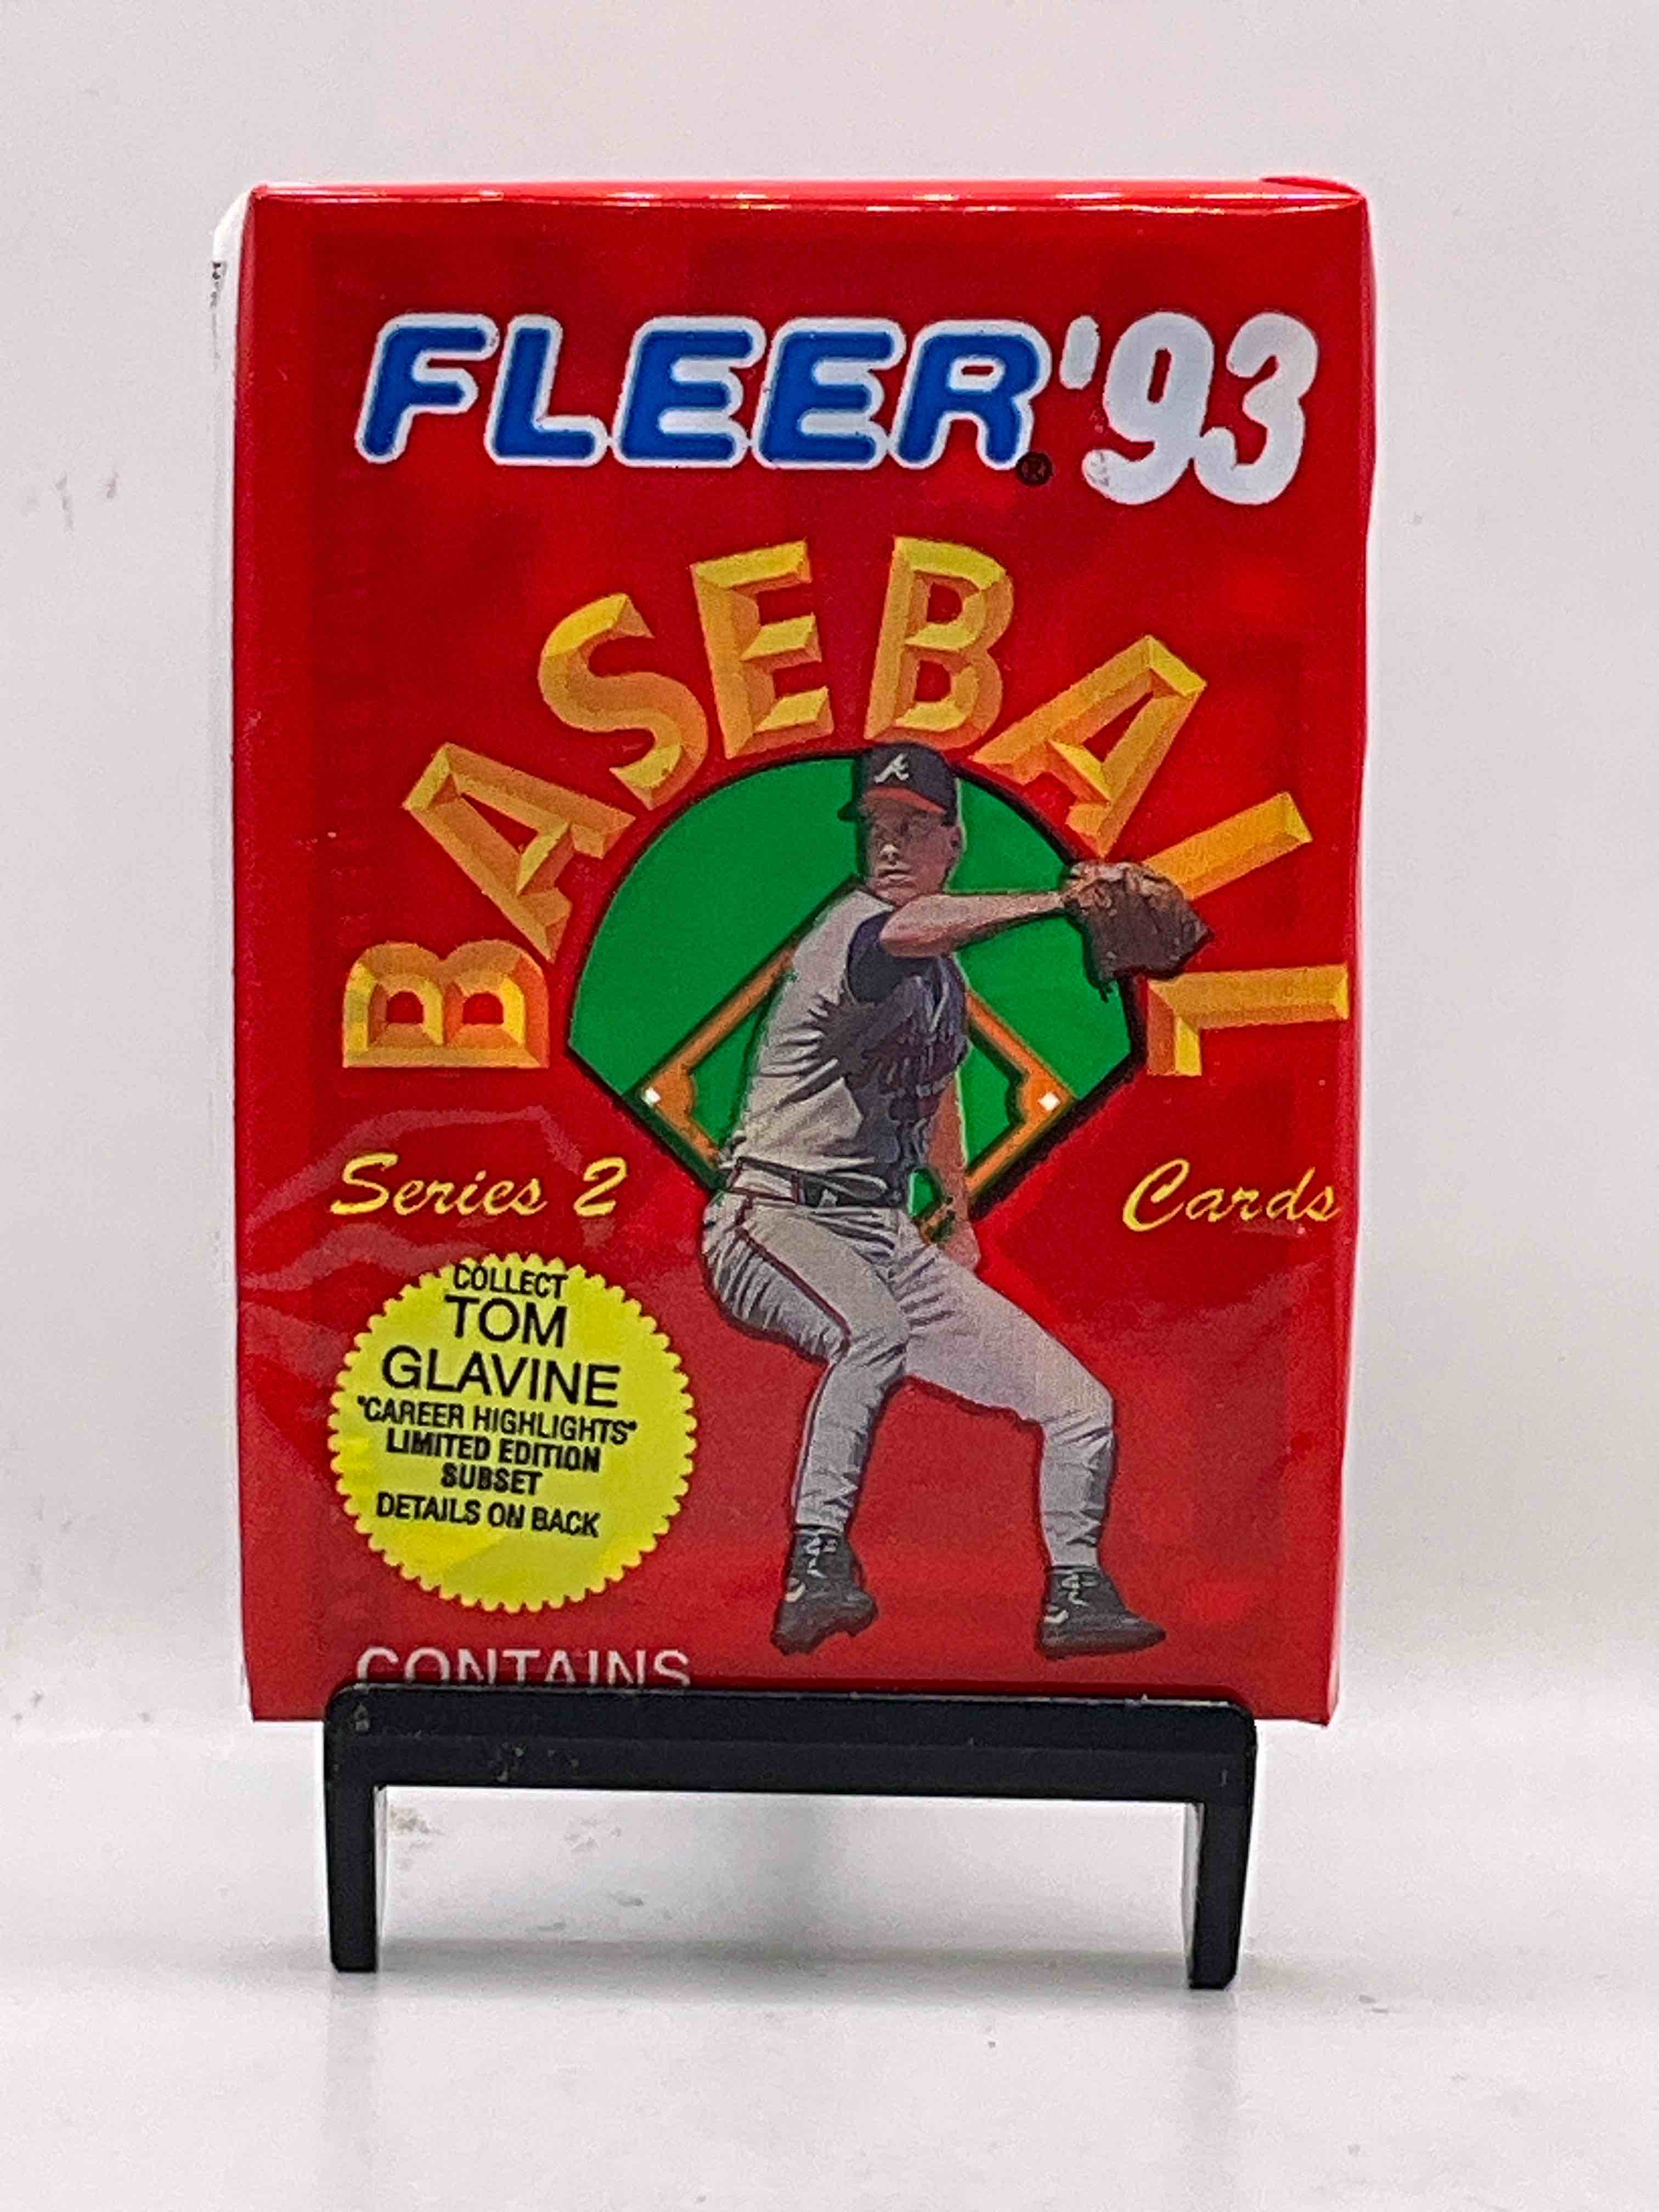 FLEER®'93
BASEBALL
Series 2 Cards
COLLECT
TOM
GLAVINE
"CAREER HIGHLIGHTS"
LIMITED EDITION
SUBSET
DETAILS ON BACK
CONTAINS